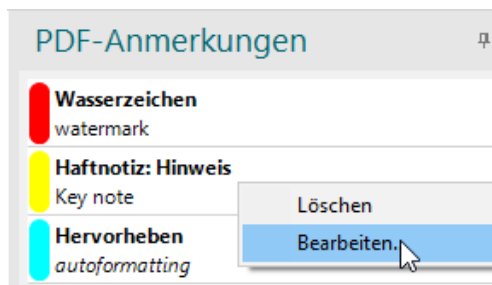 PDF-Anmerkungen
Wasserzeichen
watermark
Haftnotiz: Hinweis
Key note
Löschen
Hervorheben
Bearbeiten...
autoformatting